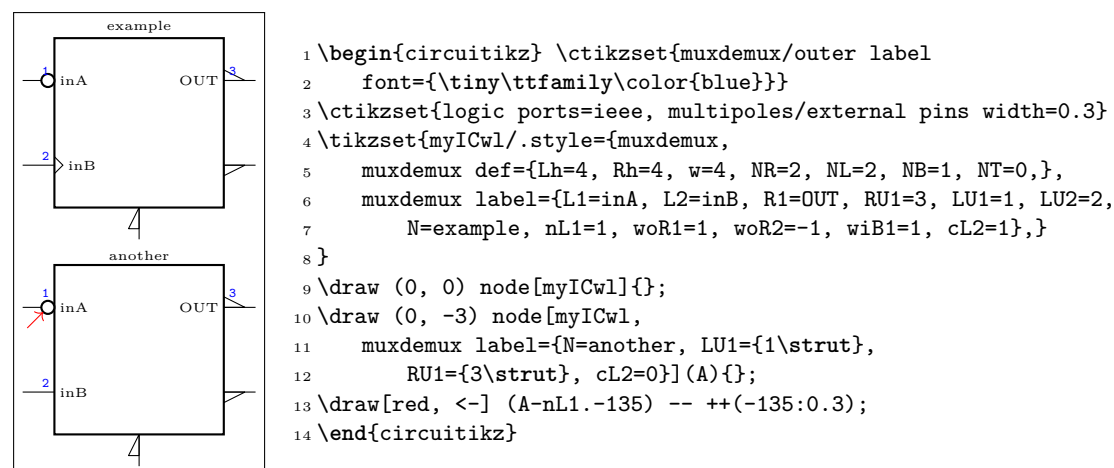 example
1
inA
OUT
3
2
inB
another
1
inA
OUT
3
2
inB
1 \begin{circuitikz} \ctikzset{muxdemux/outer label
2 font={\tiny\ttfamily\color{blue}}}
3 \ctikzset{logic ports=ieee, multipoles/external pins width=0.3}
4 \tikzset{myICwl/.style={muxdemux,
5 muxdemux def={Lh=4, Rh=4, w=4, NR=2, NL=2, NB=1, NT=0,},
6 muxdemux label={L1=inA, L2=inB, R1=OUT, RU1=3, LU1=1, LU2=2,
7 N=example, nL1=1, woR1=1, woR2=-1, wiB1=1, cL2=1},}
8 }
9 \draw (0, 0) node[myICwl]{};
10 \draw (0, -3) node[myICwl,
11 muxdemux label={N=another, LU1={1\strut},
12 RU1={3\strut}, cL2=0}](A){};
13 \draw[red, <-] (A-nL1.-135) -- ++(-135:0.3);
14 \end{circuitikz}